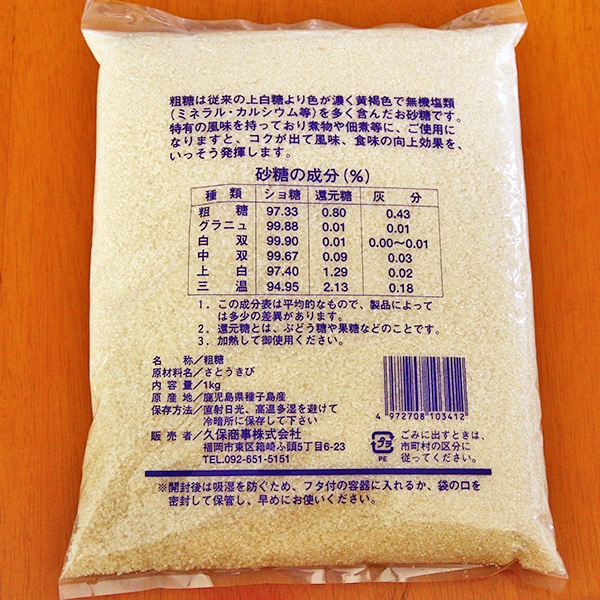 粗糖は従来の上白糖より色が濃く黄褐色で無機塩類
(ミネラル・カルシウム等)を多く含んだお砂糖です。
特有の風味を持っており煮物や佃煮等に、ご使用に
なりますと、コクが出て風味、食味の向上効果を、
いっそう発揮します。
砂糖の成分(%)
種類 ショ糖 還元糖 灰分
粗糖 97.33 0.80 0.43
グラニュ 99.88 0.01 0.01
白双 99.90 0.01 0.00〜0.01
中双 99.67 0.09 0.03
上白 97.40 1.29 0.02
三温 94.95 2.13 0.18
1．この成分表は平均的なもので、製品によって
は多少の差異があります。
2．還元糖とは、ぶどう糖や果糖などのことです。
3．加熱して御使用ください。
名称/粗糖
原材料名/さとうきび
内容量/1kg
原産地/鹿児島県種子島産
保存方法/直射日光、高温多湿を避けて
冷暗所に保存して下さい
販売者/久保商事株式会社
福岡市東区箱崎ふ頭5丁目6-23
TEL.092-651-5151
4 972708 103412
プラ
PE
ごみに出すときは、
市町村の区分に
従ってください。
※開封後は吸湿を防ぐため、フタ付の容器に入れるか、袋の口を
密封して保管し、早めにお使いください。